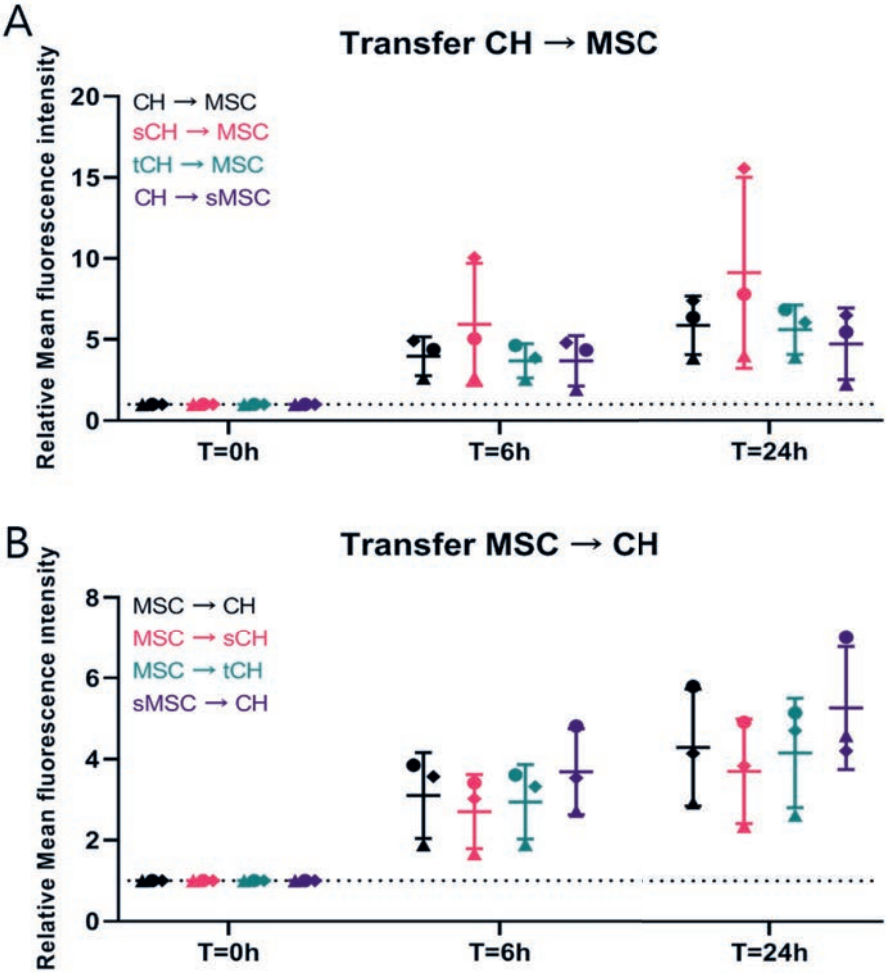 A
Transfer CH → MSC
Relative Mean fluorescence intensity
20
15
10
5
0
CH → MSC
sCH → MSC
tCH → MSC
CH → sMSC
T=0h
T=6h
T=24h
B
Transfer MSC → CH
Relative Mean fluorescence intensity
8
6
4
2
0
MSC → CH
MSC → sCH
MSC → tCH
sMSC → CH
T=0h
T=6h
T=24h